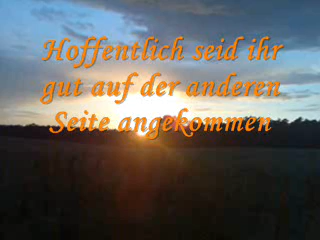 Hoffentlich seid ihr
gut auf der anderen
Seite angekommen